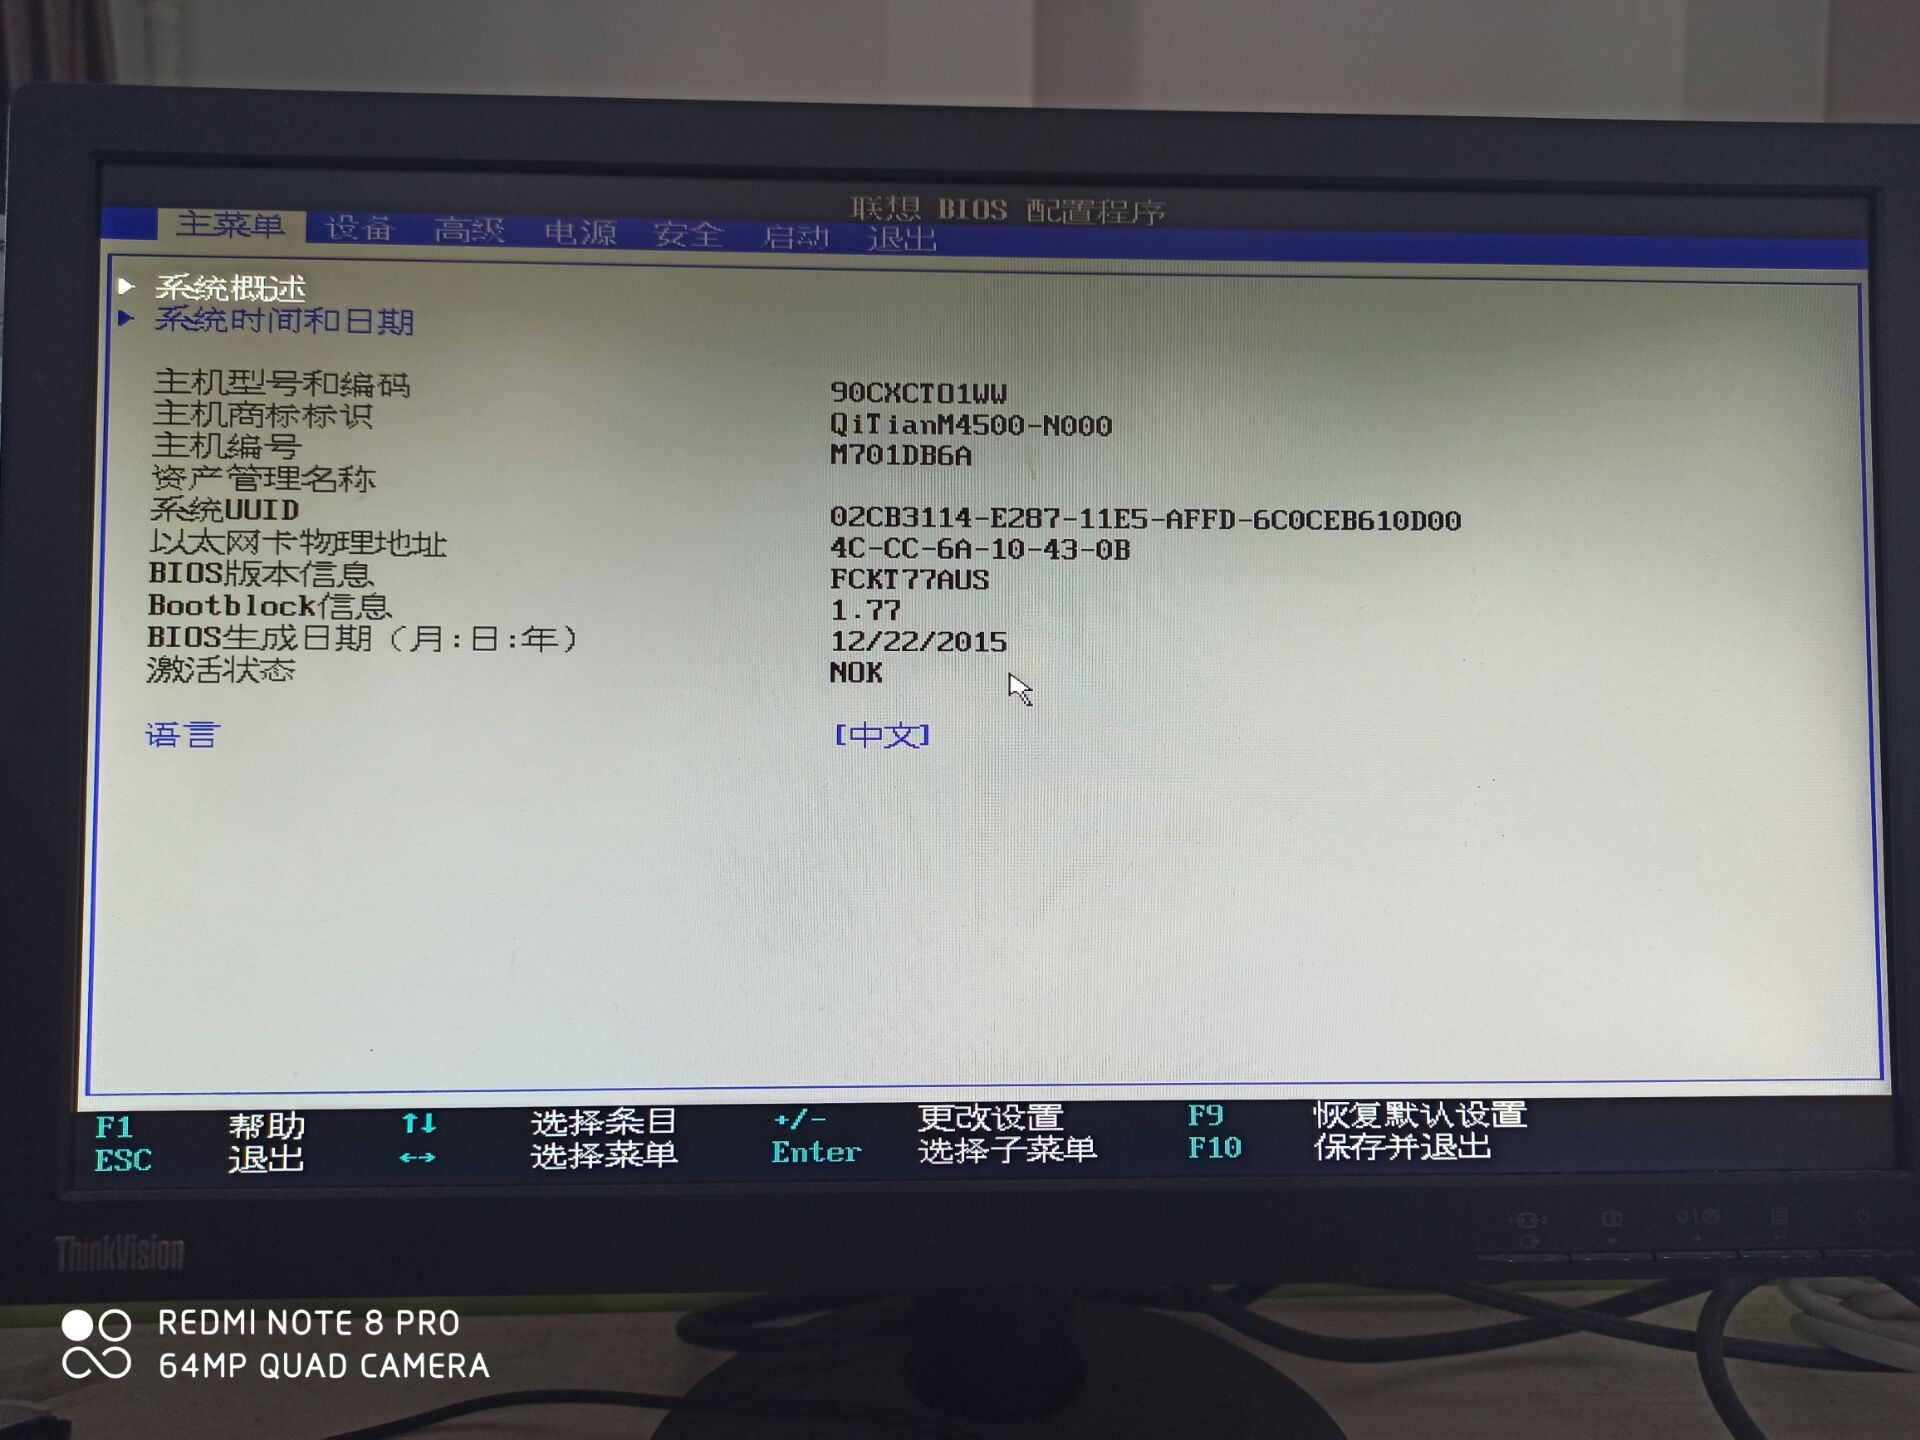 联想 BIOS 配置程序
主菜单 设备 高级 电源 安全 启动 退出
系统概述
系统时间和日期
主机型号和编码 90CXCTO1WW
主机商标标识 QiTianM4500-N000
主机编号 M701DB6A
资产管理名称
系统UUID 02CB3114-E287-11E5-AFFD-6C0CEB610D00
以太网卡物理地址 4C-CC-6A-10-43-0B
BIOS版本信息 FCKT77AUS
Bootblock信息 1.77
BIOS生成日期（月:日:年） 12/22/2015
激活状态 NOK
语言 [中文]
F1 帮助 ↑↓ 选择条目 +/- 更改设置 F9 恢复默认设置
ESC 退出 ←→ 选择菜单 Enter 选择子菜单 F10 保存并退出
ThinkVision
REDMI NOTE 8 PRO
64MP QUAD CAMERA